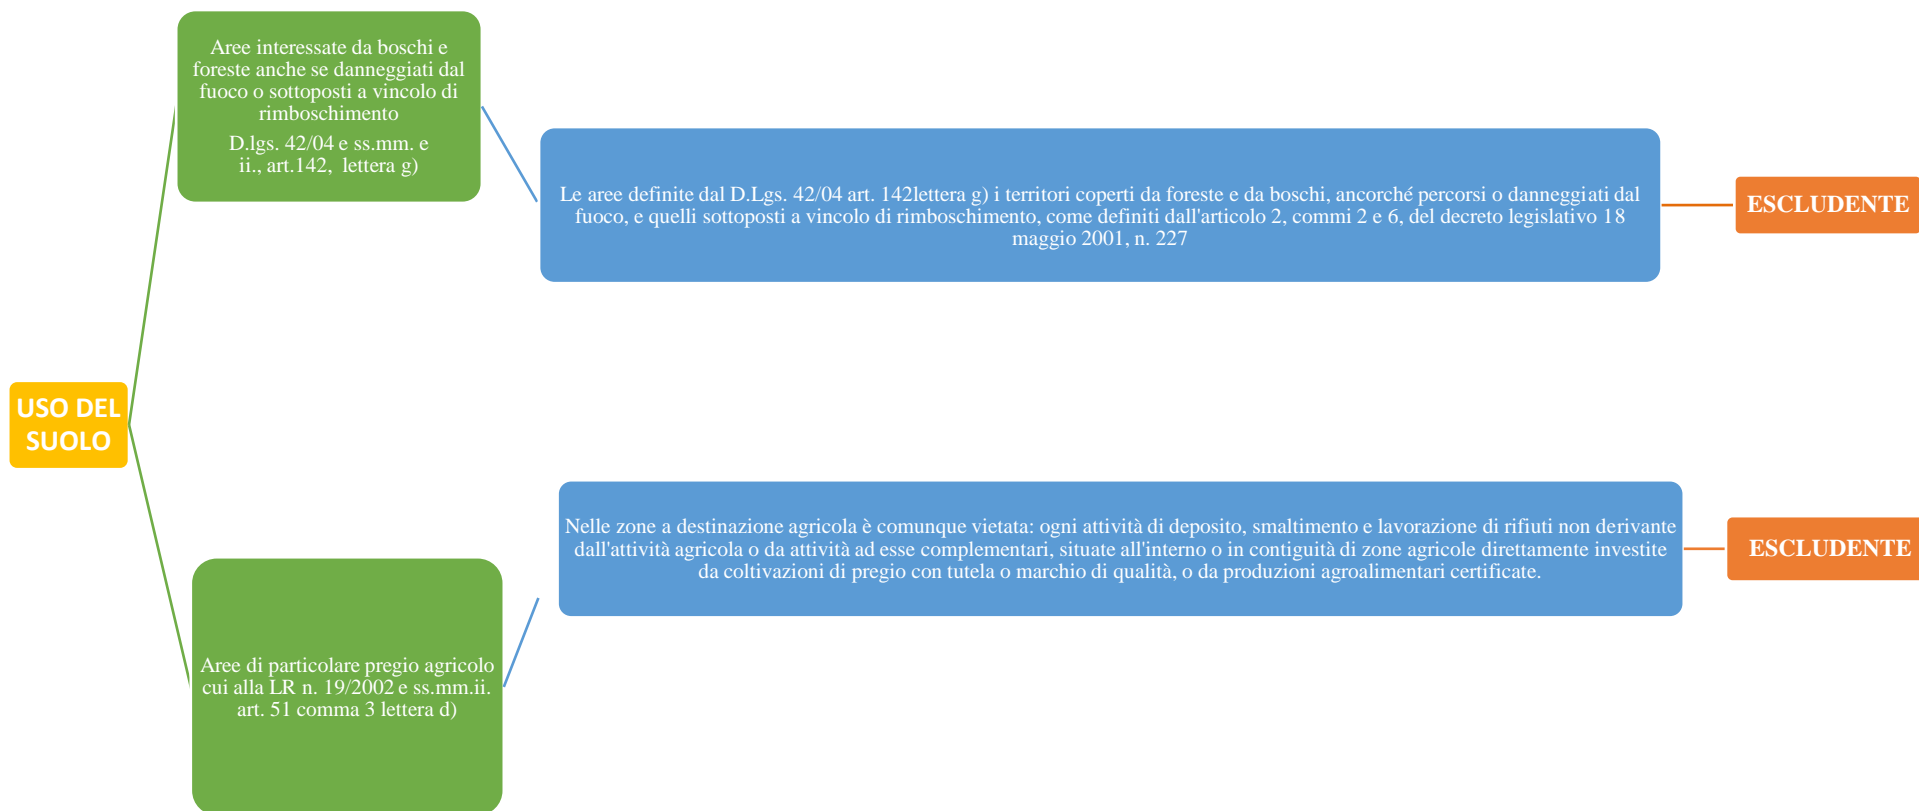 USO DEL
SUOLO
Aree interessate da boschi e
foreste anche se danneggiati dal
fuoco o sottoposti a vincolo di
rimboschimento
D.lgs. 42/04 e ss.mm. e
ii., art.142, lettera g)
Le aree definite dal D.Lgs. 42/04 art. 142lettera g) i territori coperti da foreste e da boschi, ancorché percorsi o danneggiati dal
fuoco, e quelli sottoposti a vincolo di rimboschimento, come definiti dall'articolo 2, commi 2 e 6, del decreto legislativo 18
maggio 2001, n. 227
ESCLUDENTE
Aree di particolare pregio agricolo
cui alla LR n. 19/2002 e ss.mm.ii.
art. 51 comma 3 lettera d)
Nelle zone a destinazione agricola è comunque vietata: ogni attività di deposito, smaltimento e lavorazione di rifiuti non derivante
dall'attività agricola o da attività ad esse complementari, situate all'interno o in contiguità di zone agricole direttamente investite
da coltivazioni di pregio con tutela o marchio di qualità, o da produzioni agroalimentari certificate.
ESCLUDENTE